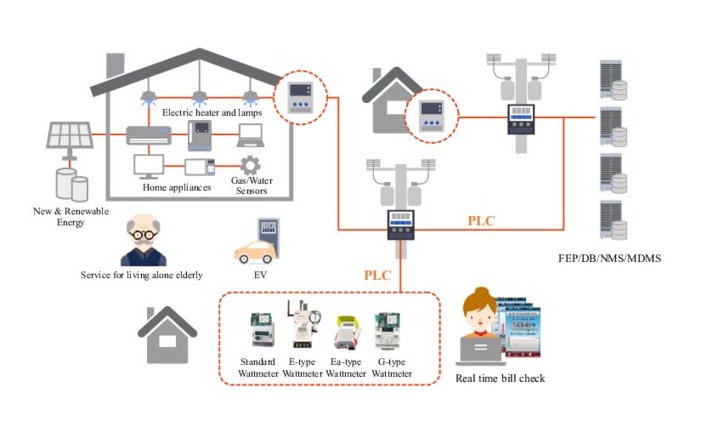 Electric heater and lamps
Home appliances
Gas/Water
Sensors
New & Renewable
Energy
PLC
FEP/DB/NMS/MDMS
Service for living alone elderly
EV
PLC
Standard
Wattmeter
E-type
Wattmeter
Ea-type
Wattmeter
G-type
Wattmeter
Real time bill check